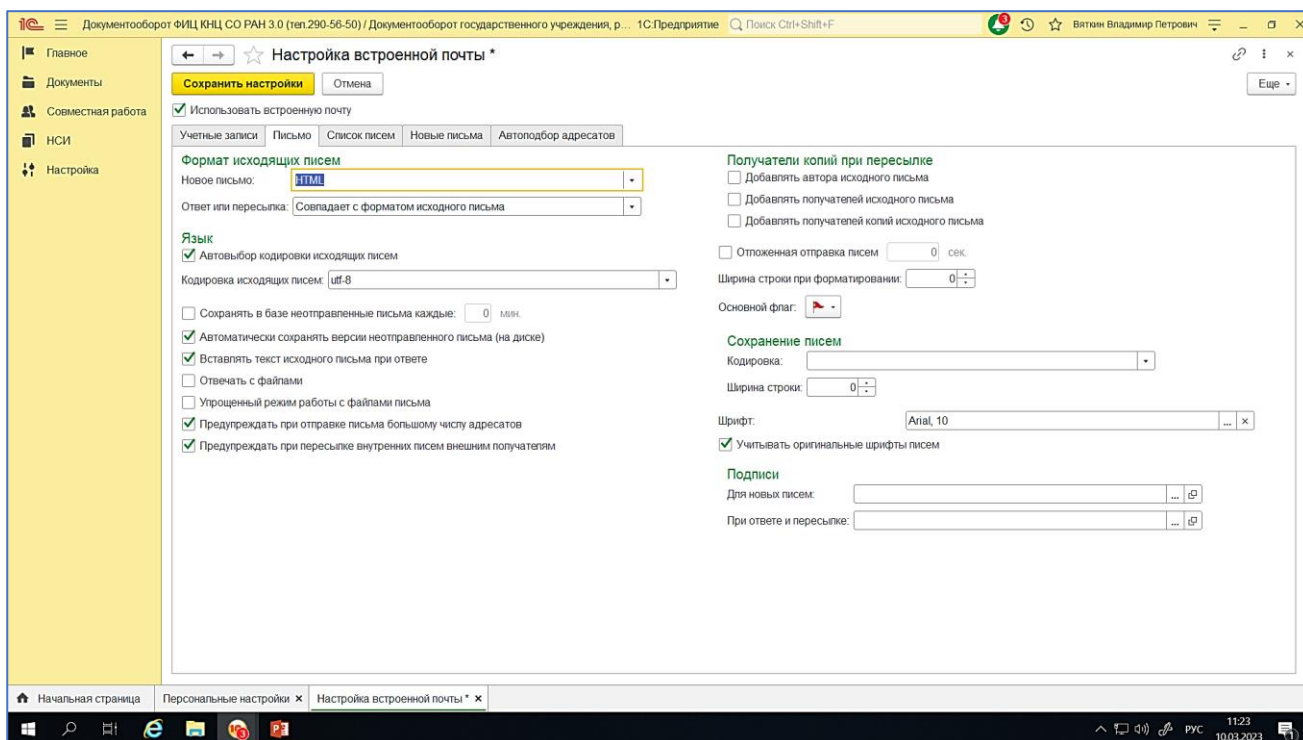 1С Документооборот ФИЦ КНЦ СО РАН 3.0 (тел.290-56-50) / Документооборот государственного учреждения, р... 1С:Предприятие Поиск Ctrl+Shift+F 3 Вяткин Владимир Петрович
Главное
Документы
Совместная работа
НСИ
Настройка
Настройка встроенной почты *
Сохранить настройки Отмена Еще
Использовать встроенную почту
Учетные записи Письмо Список писем Новые письма Автоподбор адресатов
Формат исходящих писем
Новое письмо: HTML
Ответ или пересылка: Совпадает с форматом исходного письма
Язык
Автовыбор кодировки исходящих писем
Кодировка исходящих писем: utf-8
Сохранять в базе неотправленные письма каждые: 0 мин.
Автоматически сохранять версии неотправленного письма (на диске)
Вставлять текст исходного письма при ответе
Отвечать с файлами
Упрощенный режим работы с файлами письма
Предупреждать при отправке письма большому числу адресатов
Предупреждать при пересылке внутренних писем внешним получателям
Получатели копий при пересылке
Добавлять автора исходного письма
Добавлять получателей исходного письма
Добавлять получателей копий исходного письма
Отложенная отправка писем 0 сек.
Ширина строки при форматировании: 0
Основной флаг:
Сохранение писем
Кодировка:
Ширина строки: 0
Шрифт: Arial, 10 ... ×
Учитывать оригинальные шрифты писем
Подписи
Для новых писем: ...
При ответе и пересылке: ...
Начальная страница Персональные настройки × Настройка встроенной почты * ×
РУС 11:23
10.03.2023